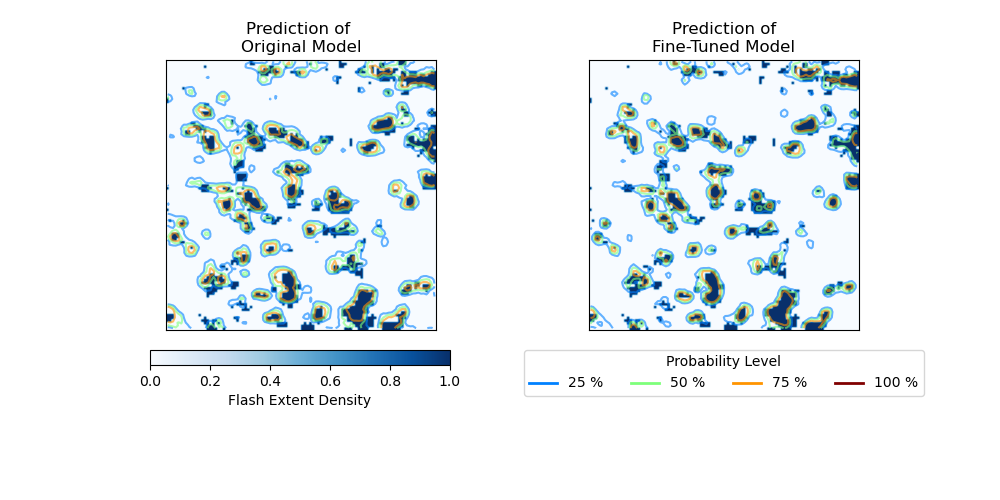 Prediction of
Original Model
Prediction of
Fine-Tuned Model
0.0 0.2 0.4 0.6 0.8 1.0
Flash Extent Density
Probability Level
25 % 50 % 75 % 100 %